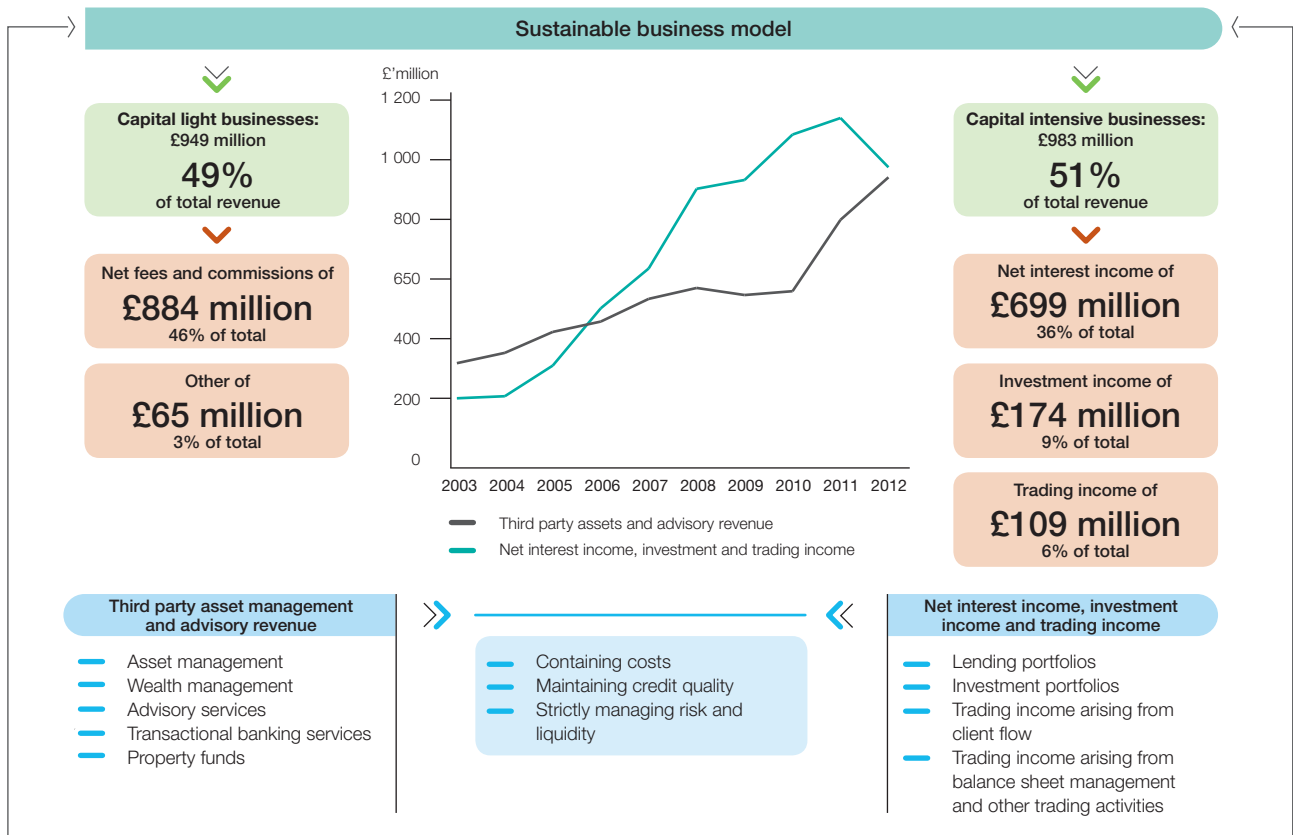 Sustainable business model
Capital light businesses:
£949 million
49%
of total revenue
Net fees and commissions of
£884 million
46% of total
Other of
£65 million
3% of total
£'million
1 200
1 000
800
650
400
200
0
2003 2004 2005 2006 2007 2008 2009 2010 2011 2012
Third party assets and advisory revenue
Net interest income, investment and trading income
Capital intensive businesses:
£983 million
51%
of total revenue
Net interest income of
£699 million
36% of total
Investment income of
£174 million
9% of total
Trading income of
£109 million
6% of total
Third party asset management
and advisory revenue
Asset management
Wealth management
Advisory services
Transactional banking services
Property funds
Containing costs
Maintaining credit quality
Strictly managing risk and
liquidity
Net interest income, investment
income and trading income
Lending portfolios
Investment portfolios
Trading income arising from
client flow
Trading income arising from
balance sheet management
and other trading activities